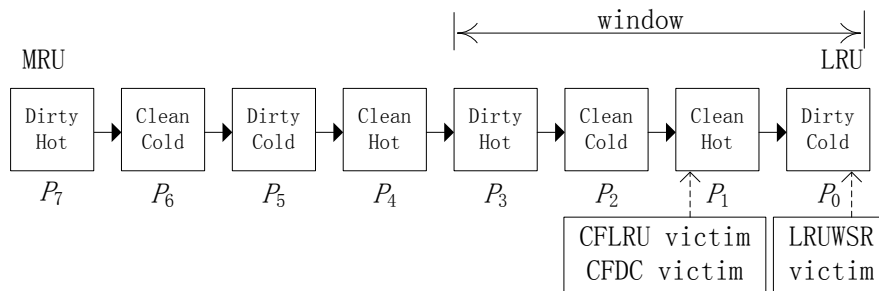 window
MRU LRU
Dirty Hot Clean Cold Dirty Cold Clean Hot Dirty Hot Clean Cold Clean Hot Dirty Cold
P7 P6 P5 P4 P3 P2 P1 P0
CFLRU victim LRUWSR
CFDC victim victim